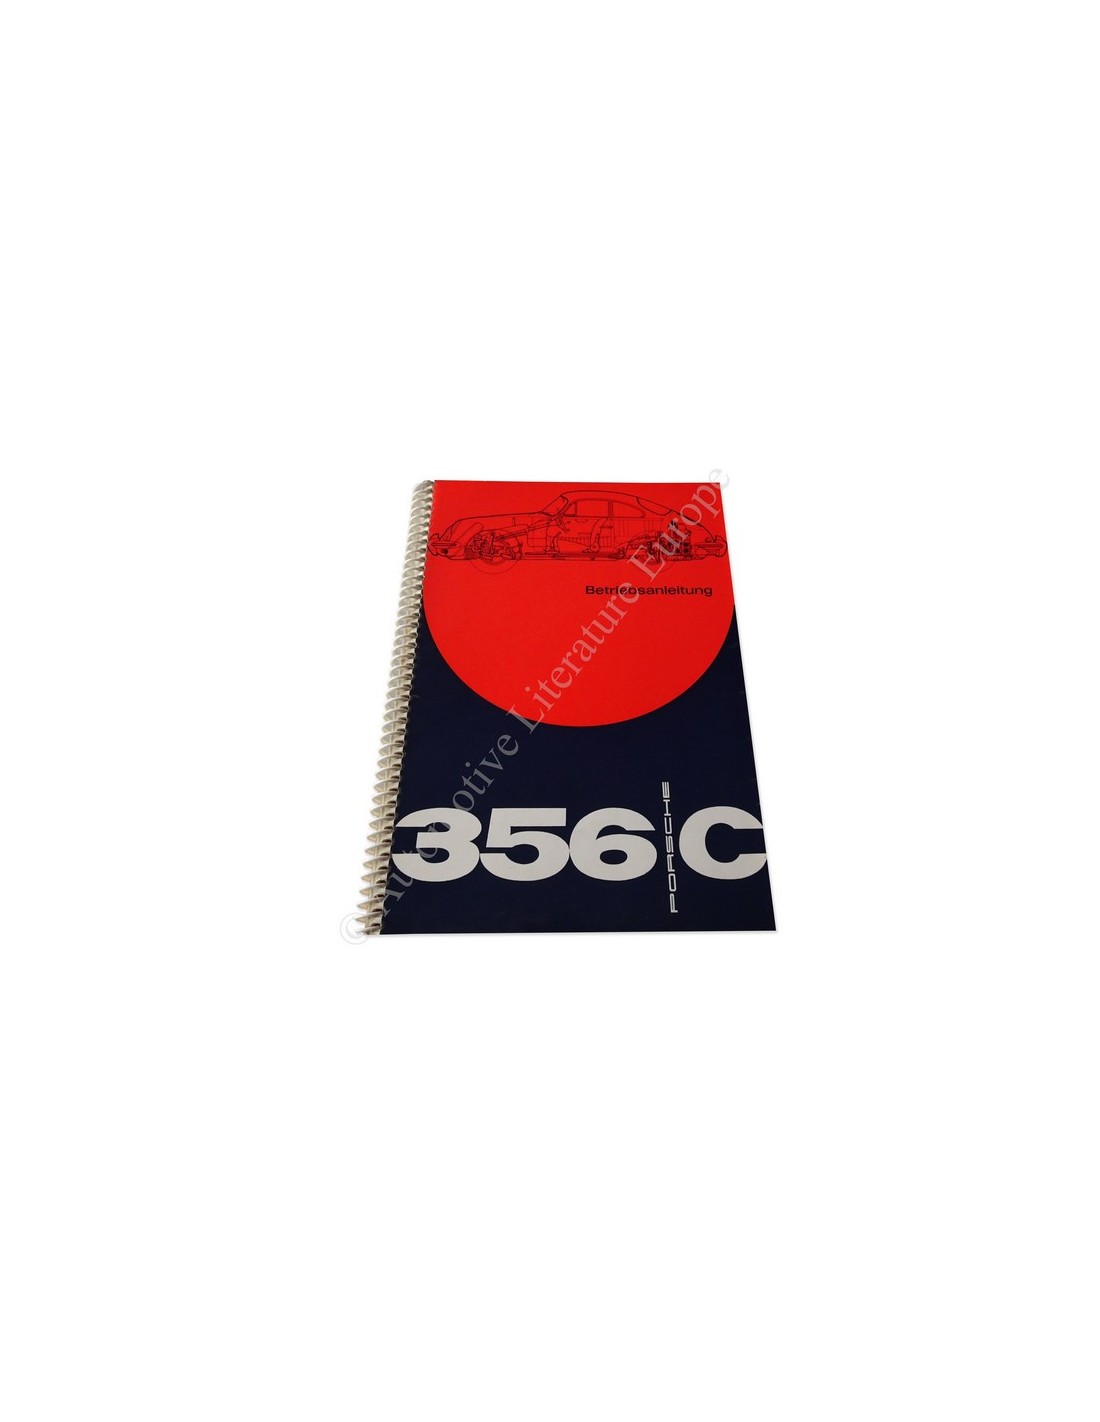 Betriebsanleitung
356 C
PORSCHE
© Automotive Literature Europe